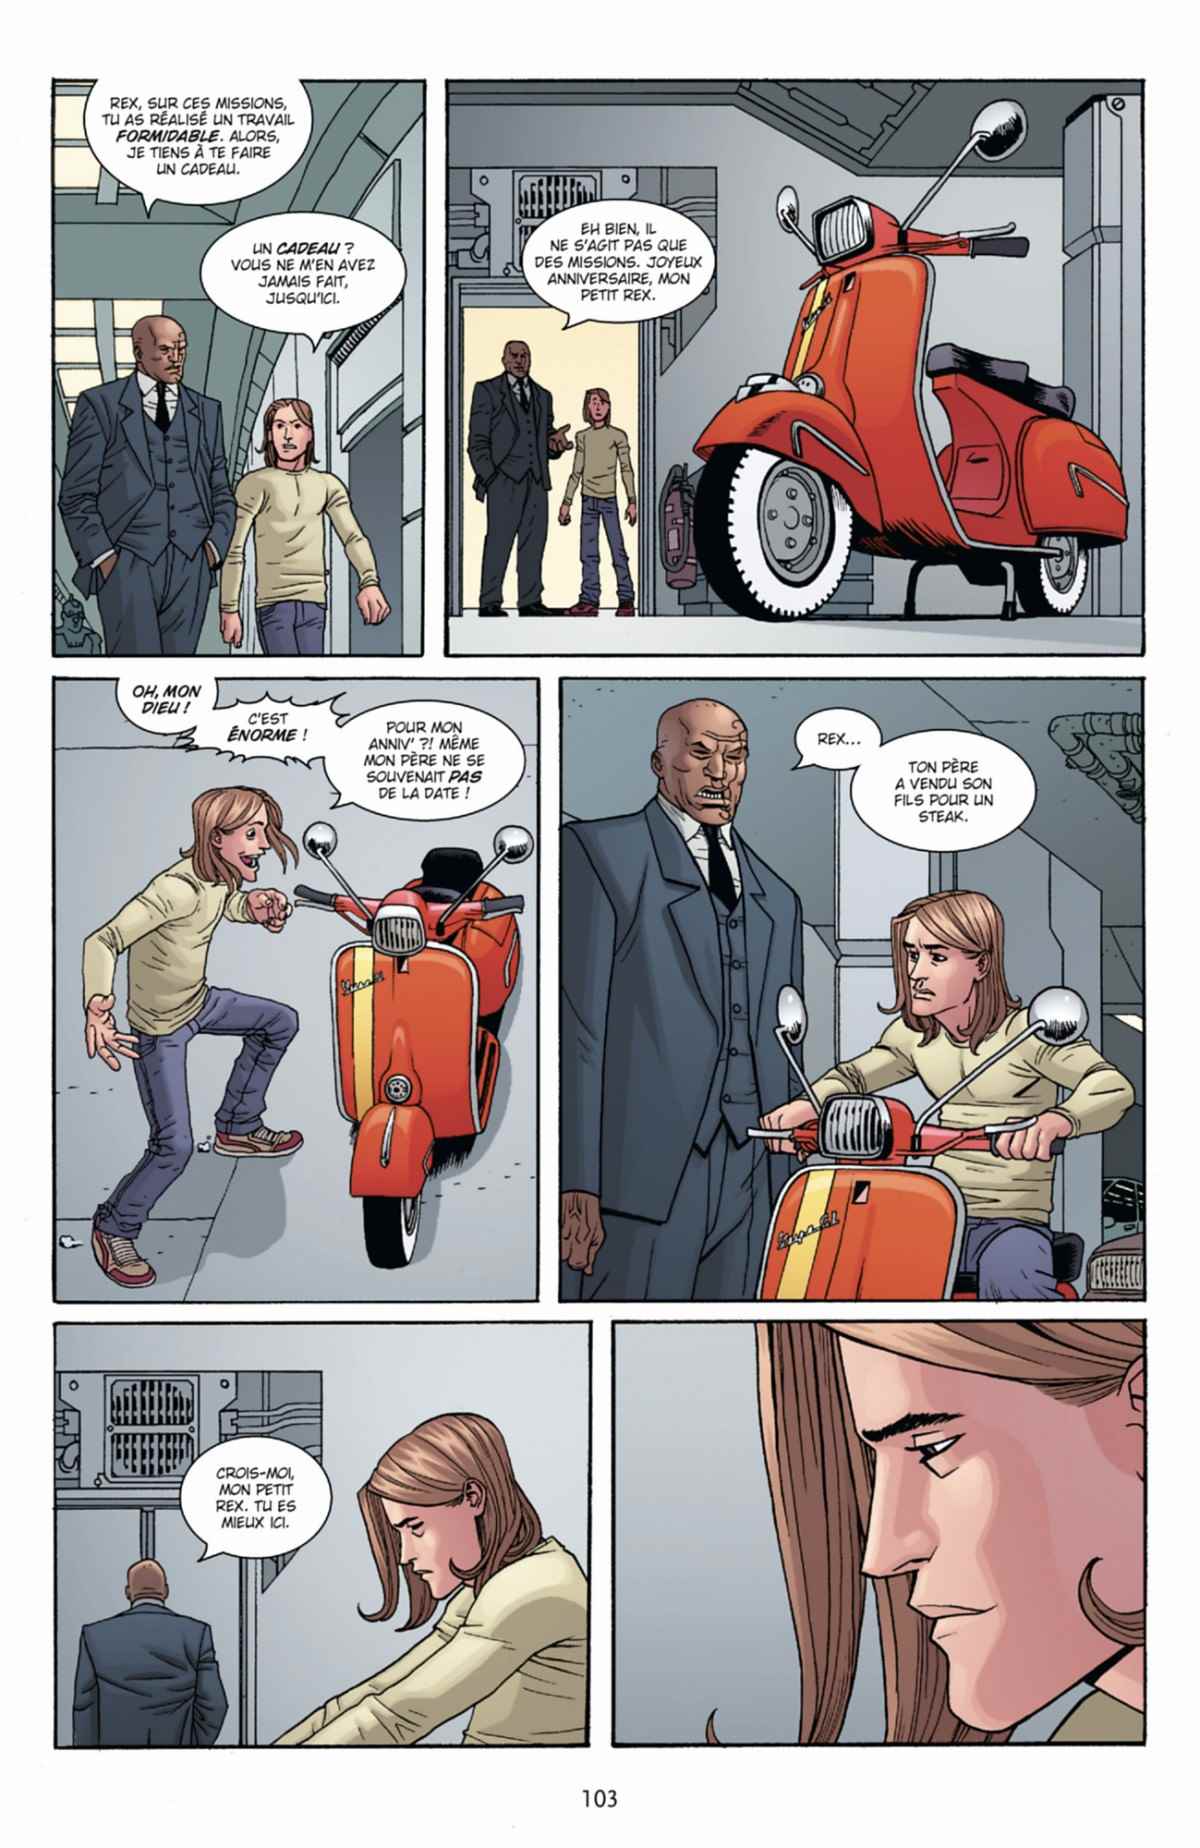 REX, SUR CES MISSIONS,
TU AS RÉALISÉ UN TRAVAIL
FORMIDABLE. ALORS,
JE TIENS À TE FAIRE
UN CADEAU.
UN CADEAU ?
VOUS NE M'EN AVEZ
JAMAIS FAIT,
JUSQU'ICI.
EH BIEN, IL
NE S'AGIT PAS QUE
DES MISSIONS. JOYEUX
ANNIVERSAIRE, MON
PETIT REX.
OH, MON
DIEU !
C'EST
ÉNORME !
POUR MON
ANNIV' ?! MÊME
MON PÈRE NE SE
SOUVENAIT PAS
DE LA DATE !
REX...
TON PÈRE
A VENDU SON
FILS POUR UN
STEAK.
CROIS-MOI,
MON PETIT
REX. TU ES
MIEUX ICI.
103